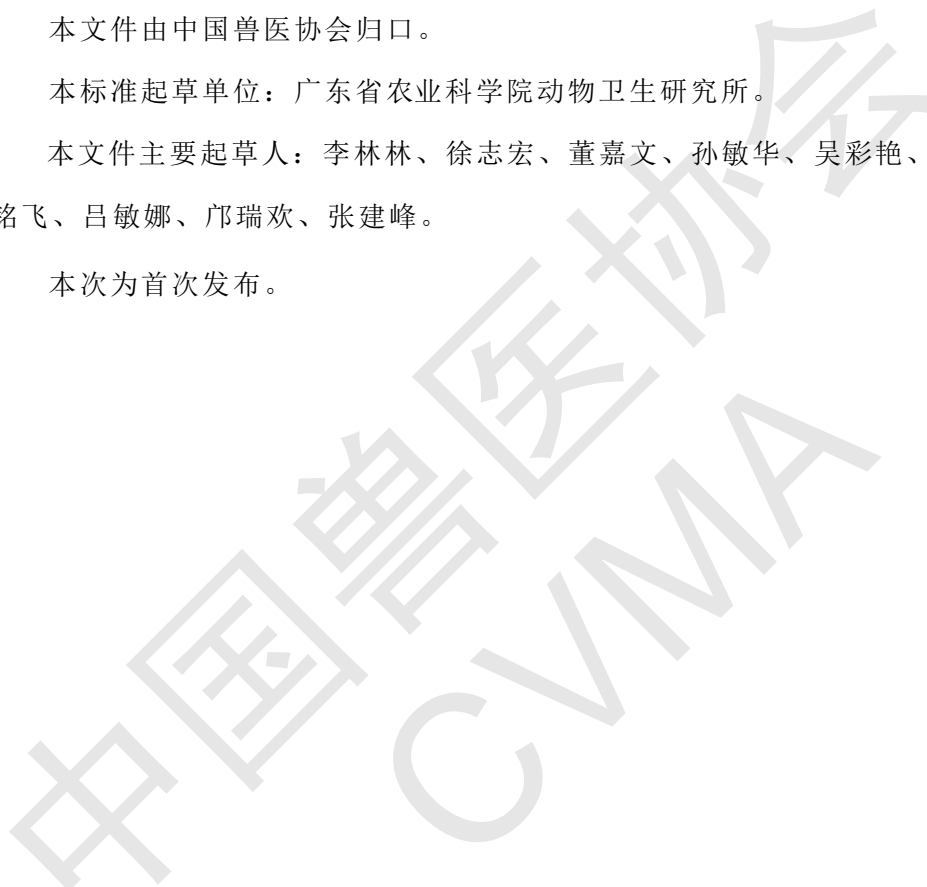 本文件由中国兽医协会归口。
本标准起草单位：广东省农业科学院动物卫生研究所。
本文件主要起草人：李林林、徐志宏、董嘉文、孙敏华、吴彩艳、
铭飞、吕敏娜、邝瑞欢、张建峰。
本次为首次发布。
中国兽医协会
CVMA